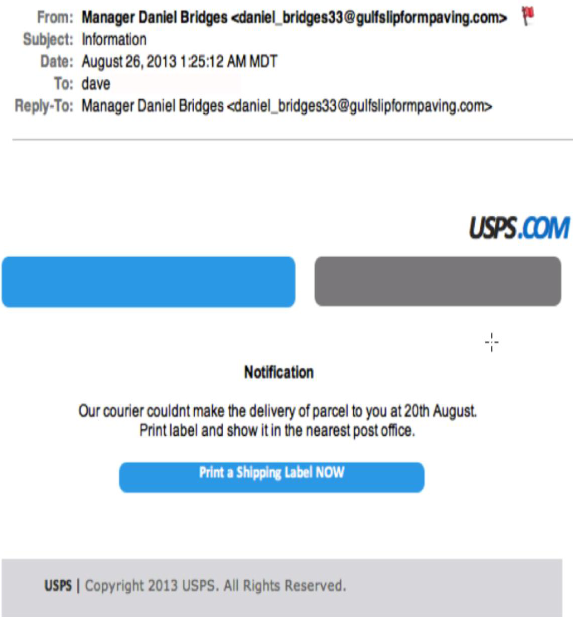 From: Manager Daniel Bridges <daniel_bridges33@gulfslipformpaving.com>
Subject: Information
Date: August 26, 2013 1:25:12 AM MDT
To: dave
Reply-To: Manager Daniel Bridges <daniel_bridges33@gulfslipformpaving.com>
USPS.COM
Notification
Our courier couldnt make the delivery of parcel to you at 20th August.
Print label and show it in the nearest post office.
Print a Shipping Label NOW
USPS | Copyright 2013 USPS. All Rights Reserved.